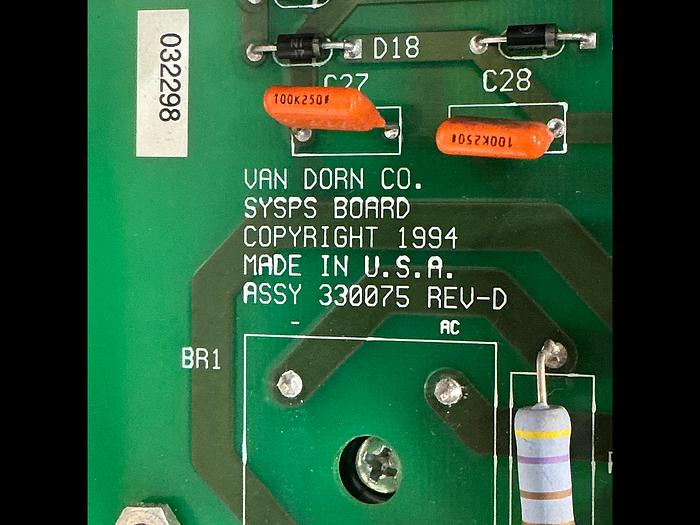 032298
D18
C27
C28
100K250
100K250
VAN DORN CO.
SYSPS BOARD
COPYRIGHT 1994
MADE IN U.S.A.
ASSY 330075 REV-D
-
AC
BR1